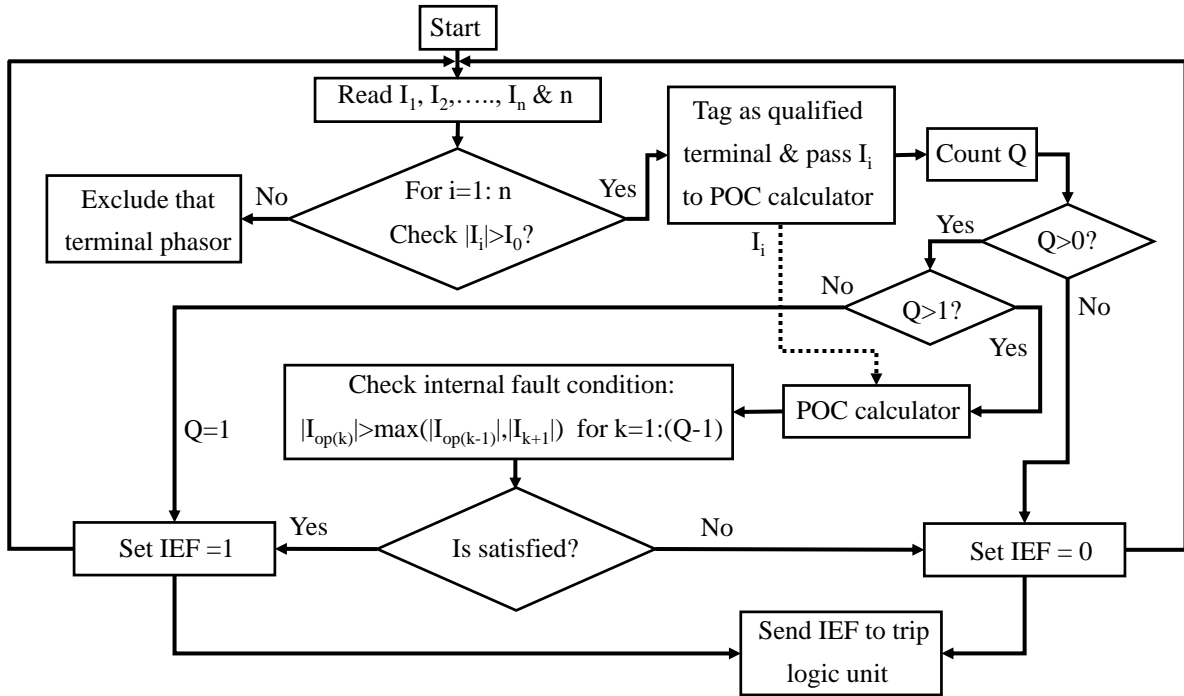 Start
Read I₁, I₂,….., Iₙ & n
For i=1: n
Check |Iᵢ|>I₀?
No
Yes
Exclude that
terminal phasor
Tag as qualified
terminal & pass Iᵢ
to POC calculator
Count Q
Iᵢ
Q>0?
Yes
No
Q>1?
No
Yes
POC calculator
Check internal fault condition:
|I_op(k)|>max(|I_op(k-1)|,|I_k+1|) for k=1:(Q-1)
Q=1
Is satisfied?
Yes
No
Set IEF =1
Set IEF = 0
Send IEF to trip
logic unit